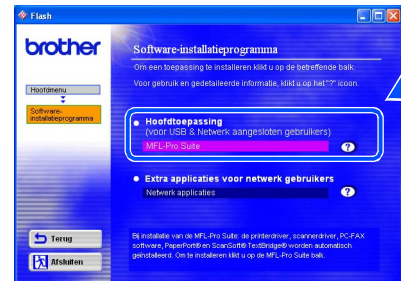 Flash
brother
Software-installatieprogramma
Om een toepassing te installeren klikt u op de betreffende balk.
Voor gebruik en gedetaileerde informatie, klikt u op het "?" icoon.
Hoofdmenu
Software-
installatieprogramma
Hoofdtoepassing
(voor USB & Netwerk aangesloten gebruikers)
MFL-Pro Suite
?
Extra applicaties voor netwerk gebruikers
Netwerk applicaties
?
Terug
Afsluiten
Bij installatie van de MFL-Pro Suite: de printerdriver, scannerdriver, PC-FAX
software, PaperPort® en ScanSoft® TextBridge® worden automatisch
geïnstalleerd. Om te installeren klikt u op de MFL-Pro Suite balk.